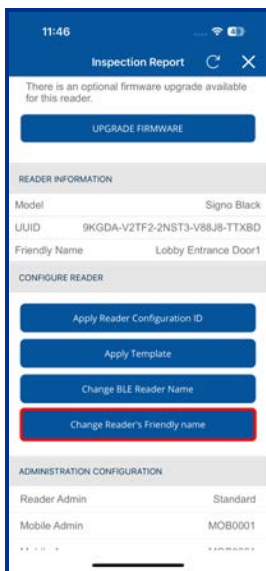 11:46
Inspection Report
There is an optional firmware upgrade available
for this reader.
UPGRADE FIRMWARE
READER INFORMATION
Model Signo Black
UUID 9KGDA-V2TF2-2NST3-V88J8-TTXBD
Friendly Name Lobby Entrance Door1
CONFIGURE READER
Apply Reader Configuration ID
Apply Template
Change BLE Reader Name
Change Reader's Friendly name
ADMINISTRATION CONFIGURATION
Reader Admin Standard
Mobile Admin MOB0001